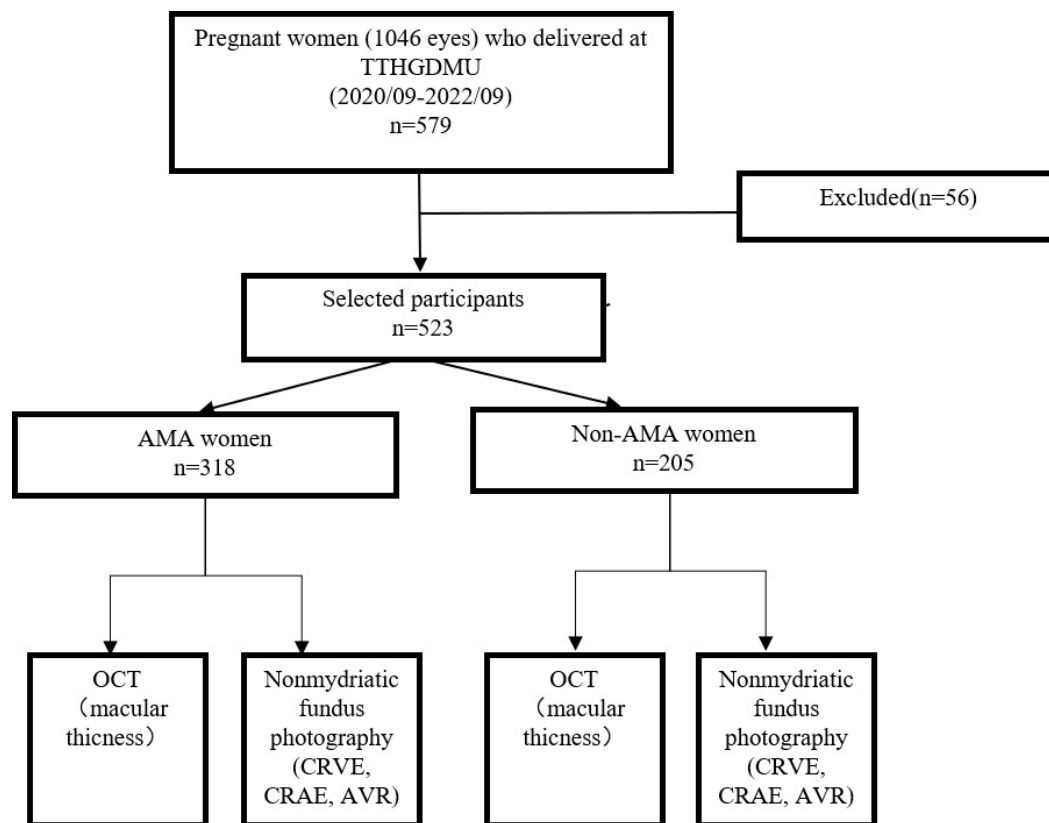 Pregnant women (1046 eyes) who delivered at
TTHGDMU
(2020/09-2022/09)
n=579
Excluded(n=56)
Selected participants
n=523
AMA women
n=318
Non-AMA women
n=205
OCT
（macular
thicness）
Nonmydriatic
fundus
photography
(CRVE,
CRAE, AVR)
OCT
（macular
thicness）
Nonmydriatic
fundus
photography
(CRVE,
CRAE, AVR)